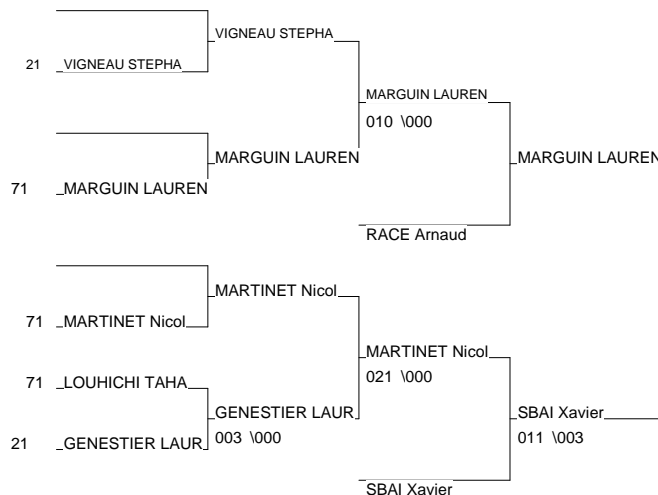 VIGNEAU STEPHA
21 VIGNEAU STEPHA
MARGUIN LAUREN
010 \000
MARGUIN LAUREN
MARGUIN LAUREN
71 MARGUIN LAUREN
RACE Arnaud
MARTINET Nicol
71 MARTINET Nicol
MARTINET Nicol
021 \000
71 LOUHICHI TAHA
GENESTIER LAUR
003 \000
SBAI Xavier
011 \003
21 GENESTIER LAUR
SBAI Xavier